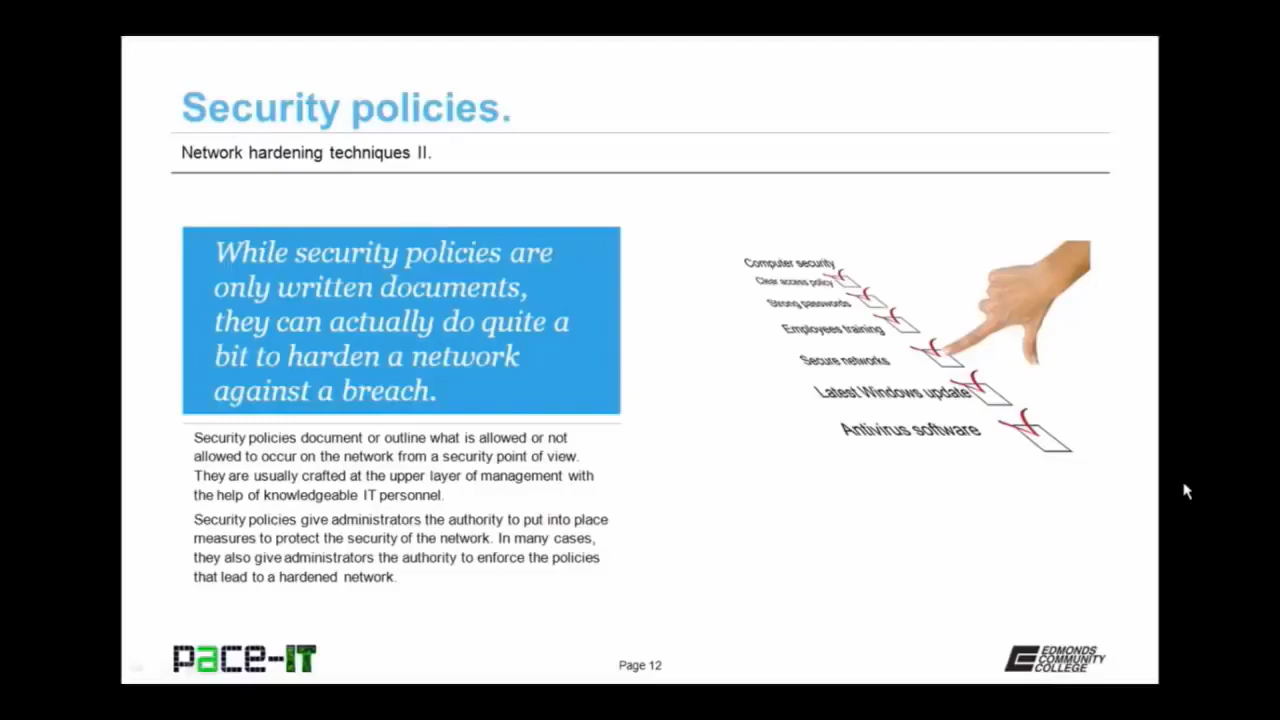 Security policies.
Network hardening techniques II.
While security policies are
only written documents,
they can actually do quite a
bit to harden a network
against a breach.
Security policies document or outline what is allowed or not
allowed to occur on the network from a security point of view.
They are usually crafted at the upper layer of management with
the help of knowledgeable IT personnel.
Security policies give administrators the authority to put into place
measures to protect the security of the network. In many cases,
they also give administrators the authority to enforce the policies
that lead to a hardened network.
Computer security
Clear access policy
Strong passwords
Employees training
Secure networks
Latest Windows update
Antivirus software
pace-IT
Page 12
EDMONDS
COMMUNITY
COLLEGE